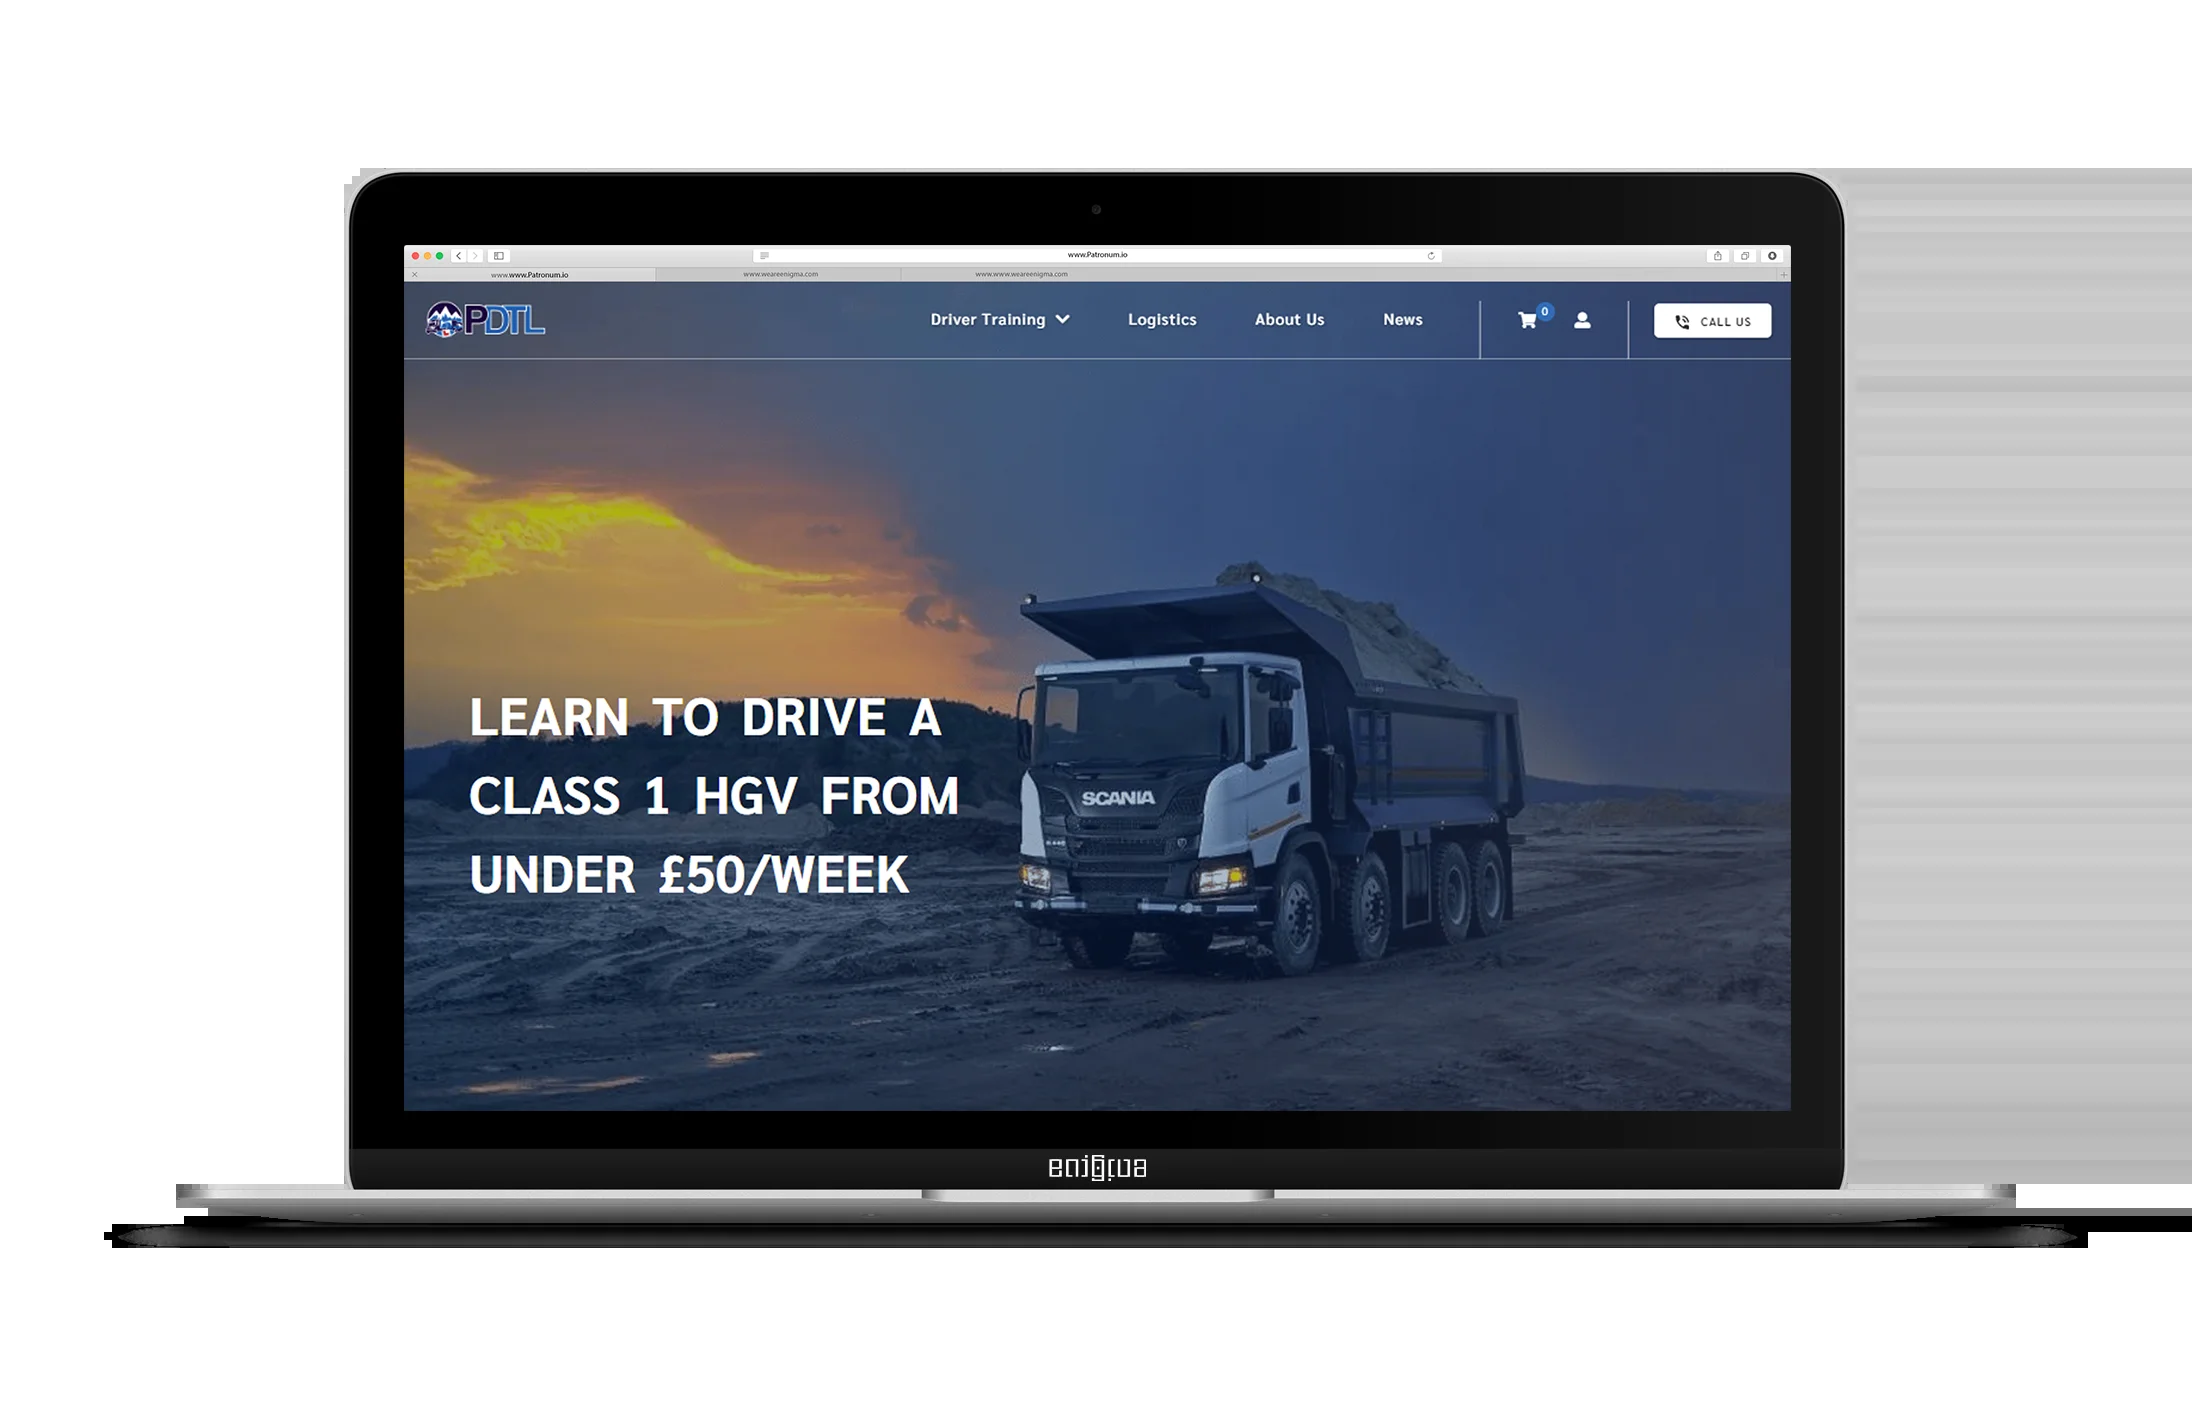 www.Patronum.io
www.www.Patronum.io
www.weareenigma.com
www.www.weareenigma.com
PDTL
Driver Training
Logistics
About Us
News
0
CALL US
LEARN TO DRIVE A
CLASS 1 HGV FROM
UNDER £50/WEEK
SCANIA
enigma